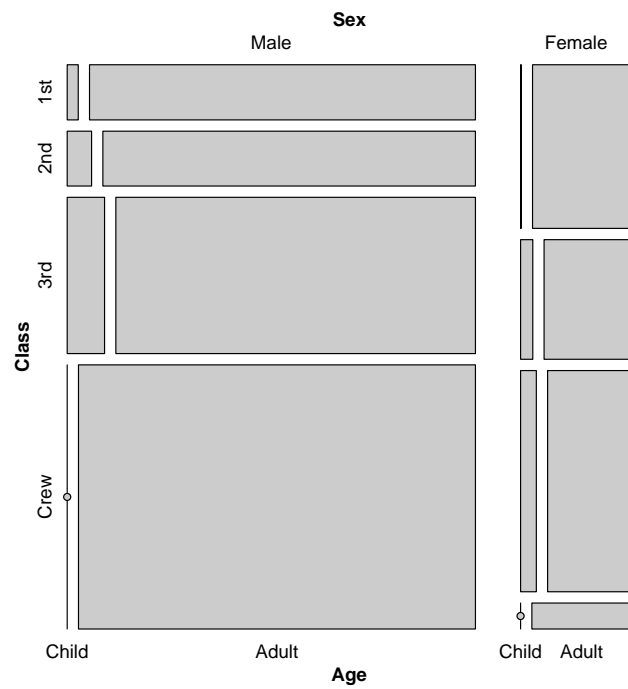 Sex
Male Female
1st
2nd
3rd
Class
Crew
Child Adult Child Adult
Age